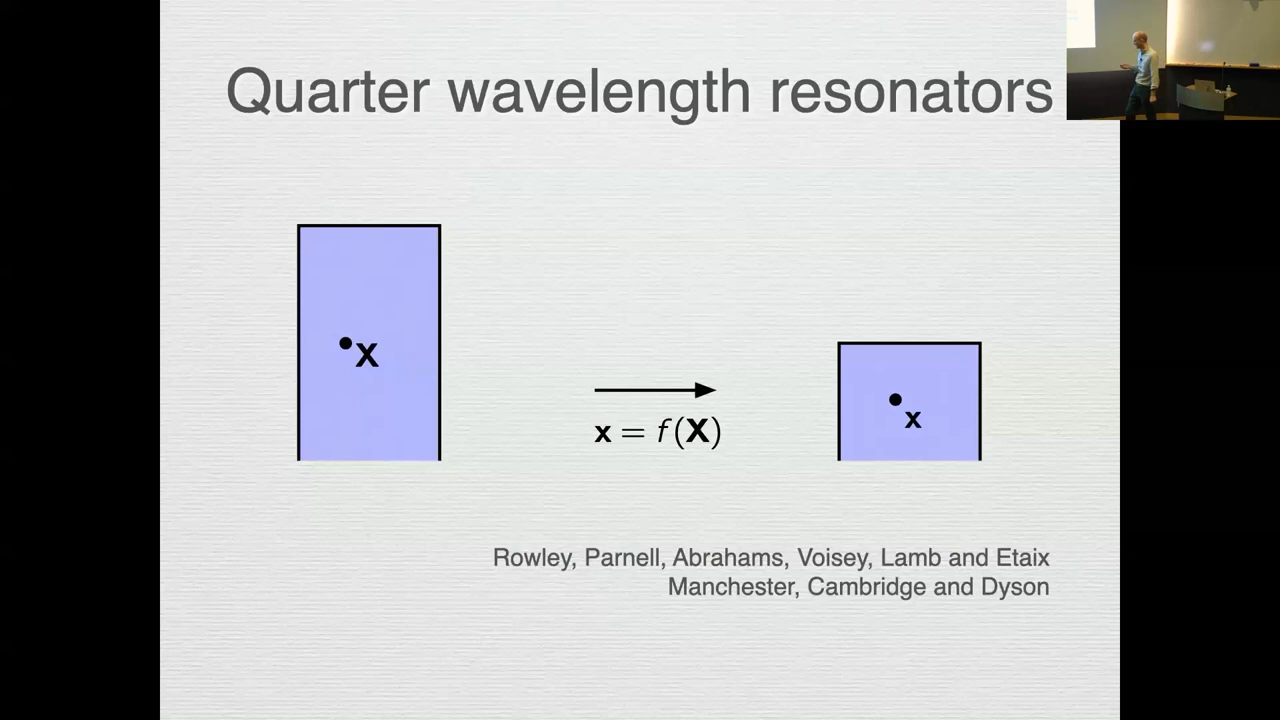 Quarter wavelength resonators
X
x
x = f(X)
Rowley, Parnell, Abrahams, Voisey, Lamb and Etaix
Manchester, Cambridge and Dyson